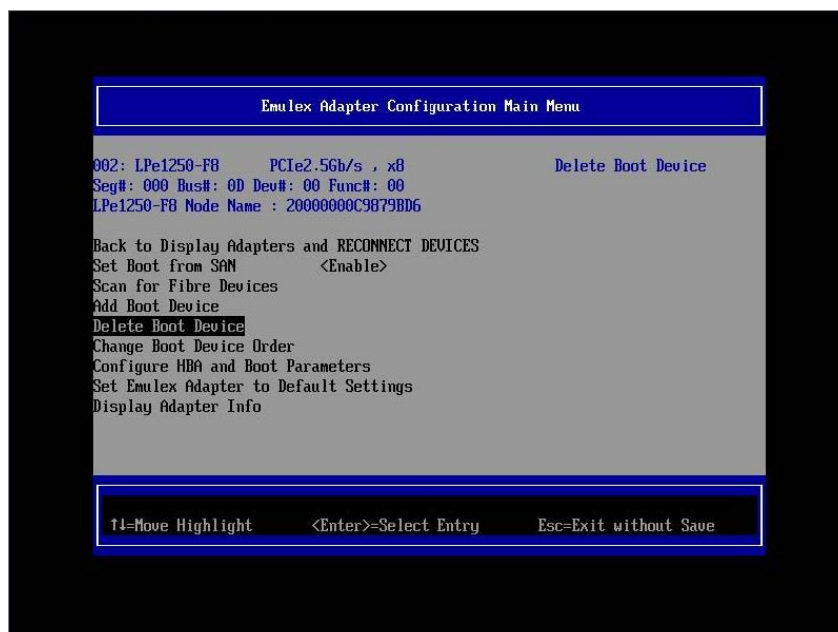 Emulex Adapter Configuration Main Menu
002: LPe1250-F8 PCIe2.5Gb/s , x8 Delete Boot Device
Seg#: 000 Bus#: 0D Dev#: 00 Func#: 00
LPe1250-F8 Node Name : 20000000C9879BD6
Back to Display Adapters and RECONNECT DEVICES
Set Boot from SAN <Enable>
Scan for Fibre Devices
Add Boot Device
Delete Boot Device
Change Boot Device Order
Configure HBA and Boot Parameters
Set Emulex Adapter to Default Settings
Display Adapter Info
↑↓=Move Highlight <Enter>=Select Entry Esc=Exit without Save